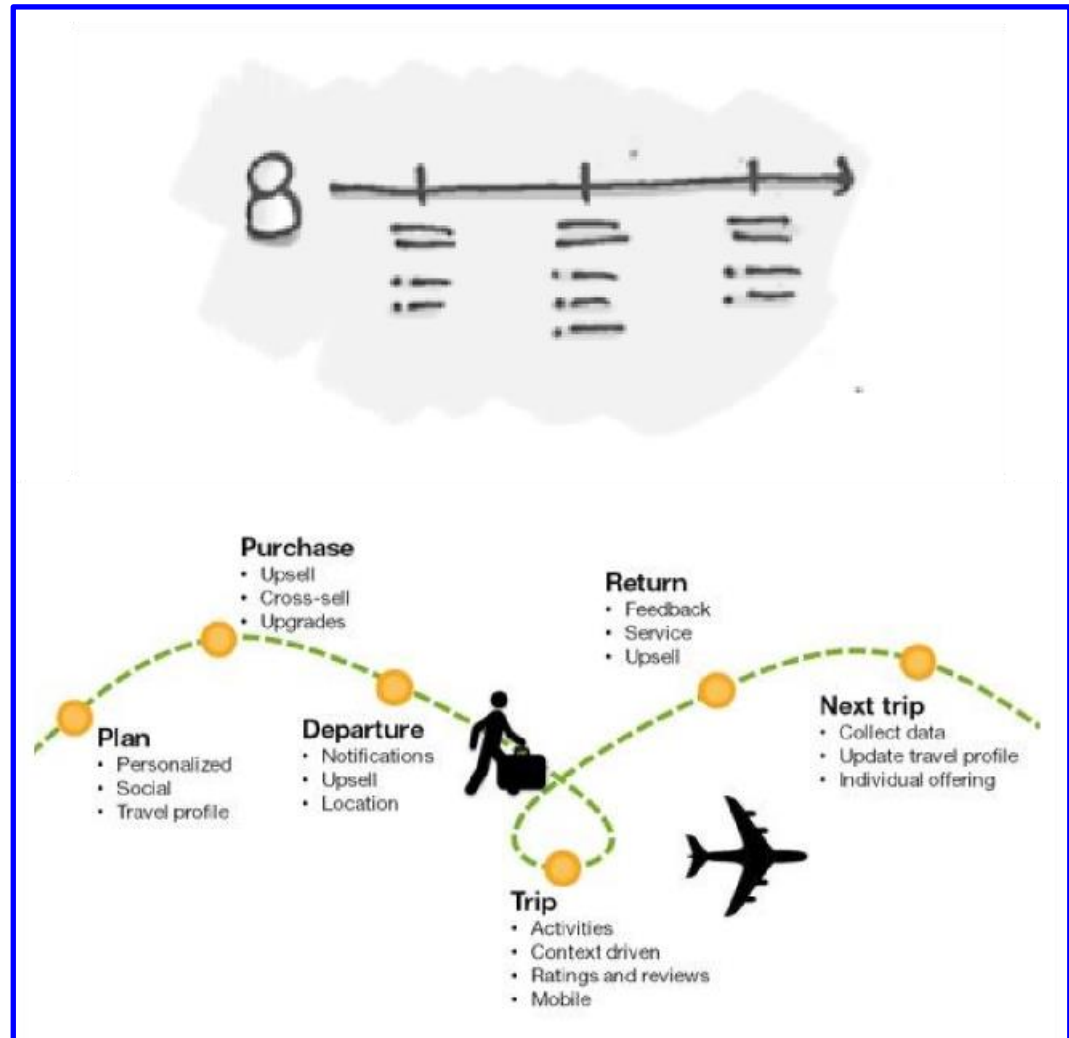 Purchase
• Upsell
• Cross-sell
• Upgrades
Return
• Feedback
• Service
• Upsell
Plan
• Personalized
• Social
• Travel profile
Departure
• Notifications
• Upsell
• Location
Next trip
• Collect data
• Update travel profile
• Individual offering
Trip
• Activities
• Context driven
• Ratings and reviews
• Mobile